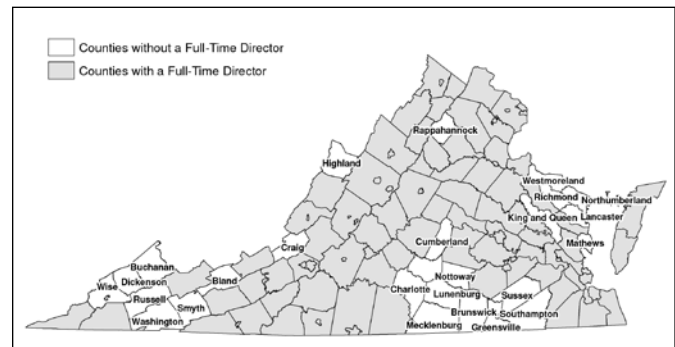 Counties without a Full-Time Director
Counties with a Full-Time Director
Rappahannock
Highland
Westmoreland
Richmond
Northumberland
King and Queen
Lancaster
Cumberland
Mathews
Craig
Buchanan
Dickenson
Bland
Wise
Nottoway
Charlotte
Lunenburg
Sussex
Russell
Smyth
Brunswick
Southampton
Washington
Mecklenburg
Greensville